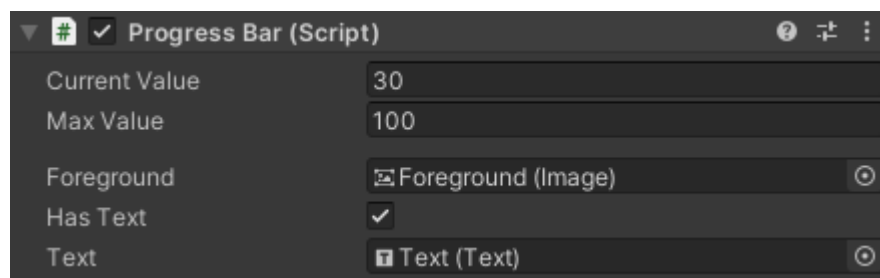 Progress Bar (Script)
Current Value 30
Max Value 100
Foreground Foreground (Image)
Has Text
Text Text (Text)